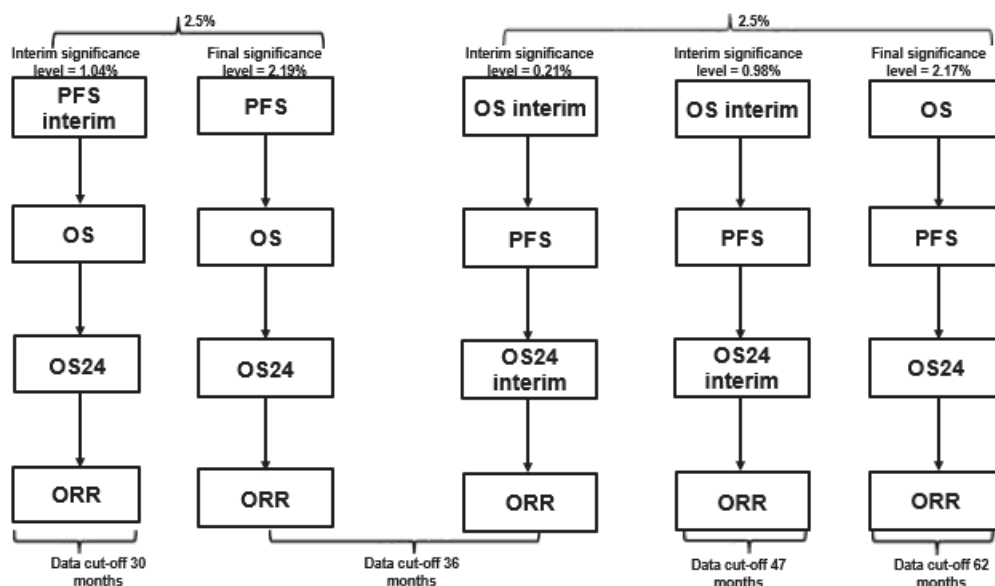 2.5%
2.5%
Interim significance
level = 1.04%
Final significance
level = 2.19%
Interim significance
level = 0.21%
Interim significance
level = 0.98%
Final significance
level = 2.17%
PFS
interim
PFS
OS interim
OS interim
OS
OS
OS
PFS
PFS
PFS
OS24
OS24
OS24
interim
OS24
interim
OS24
ORR
ORR
ORR
ORR
ORR
Data cut-off 30
months
Data cut-off 36
months
Data cut-off 47
months
Data cut-off 62
months